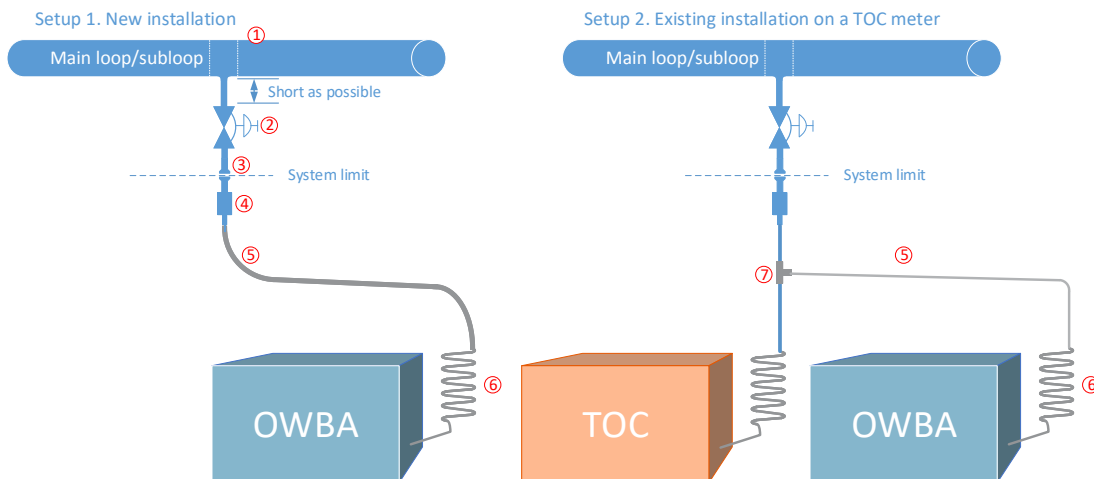 Setup 1. New installation
①
Main loop/subloop
Short as possible
②
③
System limit
④
⑤
⑥
OWBA
Setup 2. Existing installation on a TOC meter
Main loop/subloop
System limit
⑦
⑤
⑥
TOC
OWBA